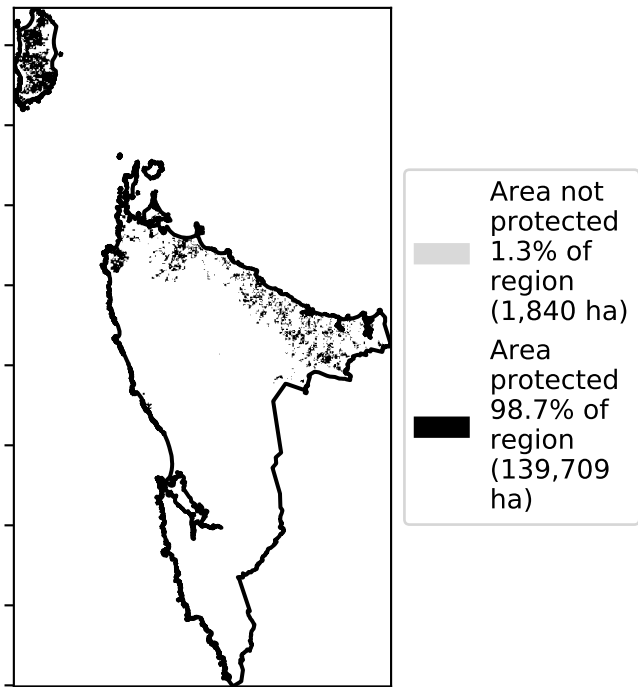 Area not
protected
1.3% of
region
(1,840 ha)
Area
protected
98.7% of
region
(139,709
ha)